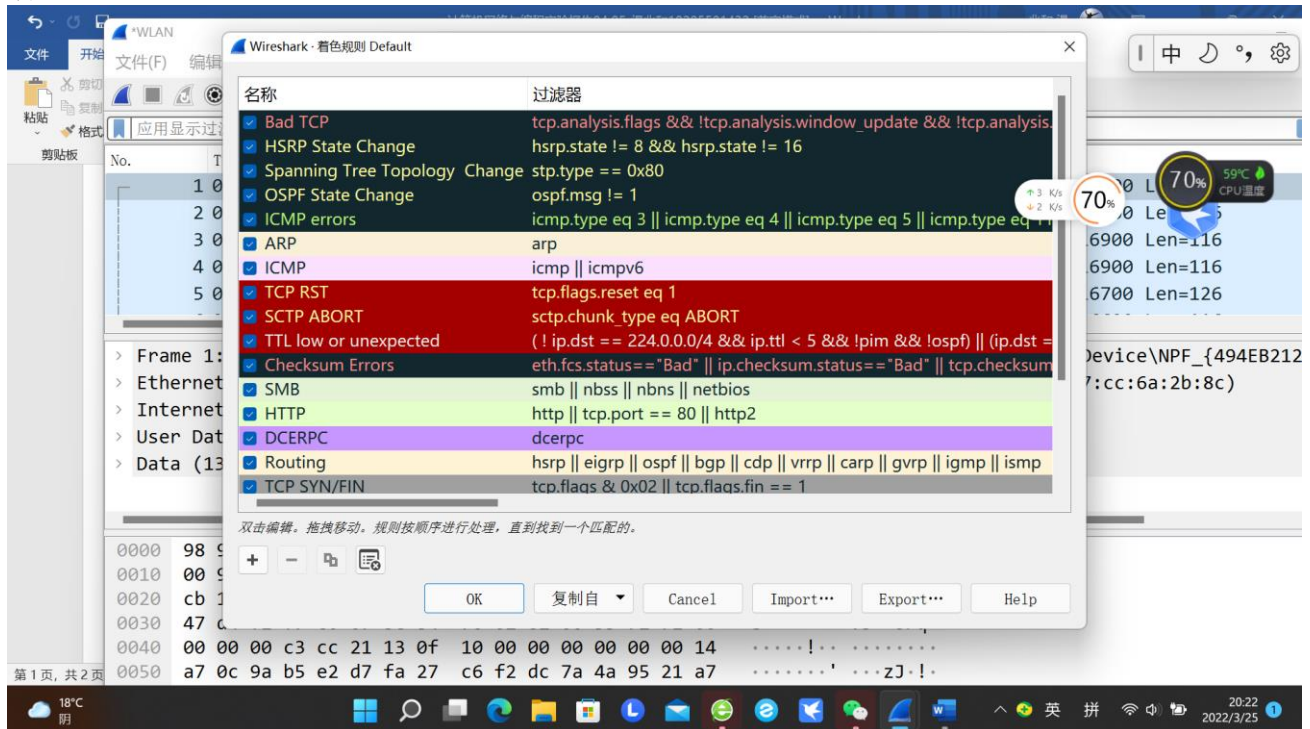 文件 开始
剪切
复制
粘贴 格式
剪贴板
*WLAN
文件(F) 编辑
应用显示过
No.
1 0
2 0
3 0
4 0
5 0
Wireshark · 着色规则 Default
名称 过滤器
Bad TCP tcp.analysis.flags && !tcp.analysis.window_update && !tcp.analysis.
HSRP State Change hsrp.state != 8 && hsrp.state != 16
Spanning Tree Topology Change stp.type == 0x80
OSPF State Change ospf.msg != 1
ICMP errors icmp.type eq 3 || icmp.type eq 4 || icmp.type eq 5 || icmp.type eq 11
ARP arp
ICMP icmp || icmpv6
TCP RST tcp.flags.reset eq 1
SCTP ABORT sctp.chunk_type eq ABORT
TTL low or unexpected ( ! ip.dst == 224.0.0.0/4 && ip.ttl < 5 && !pim && !ospf) || (ip.dst =
Checksum Errors eth.fcs.status=="Bad" || ip.checksum.status=="Bad" || tcp.checksum
SMB smb || nbss || nbns || netbios
HTTP http || tcp.port == 80 || http2
DCERPC dcerpc
Routing hsrp || eigrp || ospf || bgp || cdp || vrrp || carp || gvrp || igmp || ismp
TCP SYN/FIN tcp.flags & 0x02 || tcp.flags.fin == 1
双击编辑。拖拽移动。规则按顺序进行处理，直到找到一个匹配的。
OK 复制自 Cancel Import… Export… Help
中
3 K/s
2 K/s
70%
70% 59℃
CPU温度
6900 Len=116
6900 Len=116
6700 Len=126
Frame 1:
Ethernet
Internet
User Dat
Data (13
Device\NPF_{494EB212
7:cc:6a:2b:8c)
0000 98 9
0010 00 9
0020 cb 1
0030 47
0040 00 00 00 c3 cc 21 13 0f 10 00 00 00 00 00 00 14 ·····!·· ········
0050 a7 0c 9a b5 e2 d7 fa 27 c6 f2 dc 7a 4a 95 21 a7 ·······' ···zJ·!·
第1页，共2页
18°C
阴
英 拼
20:22
2022/3/25
1